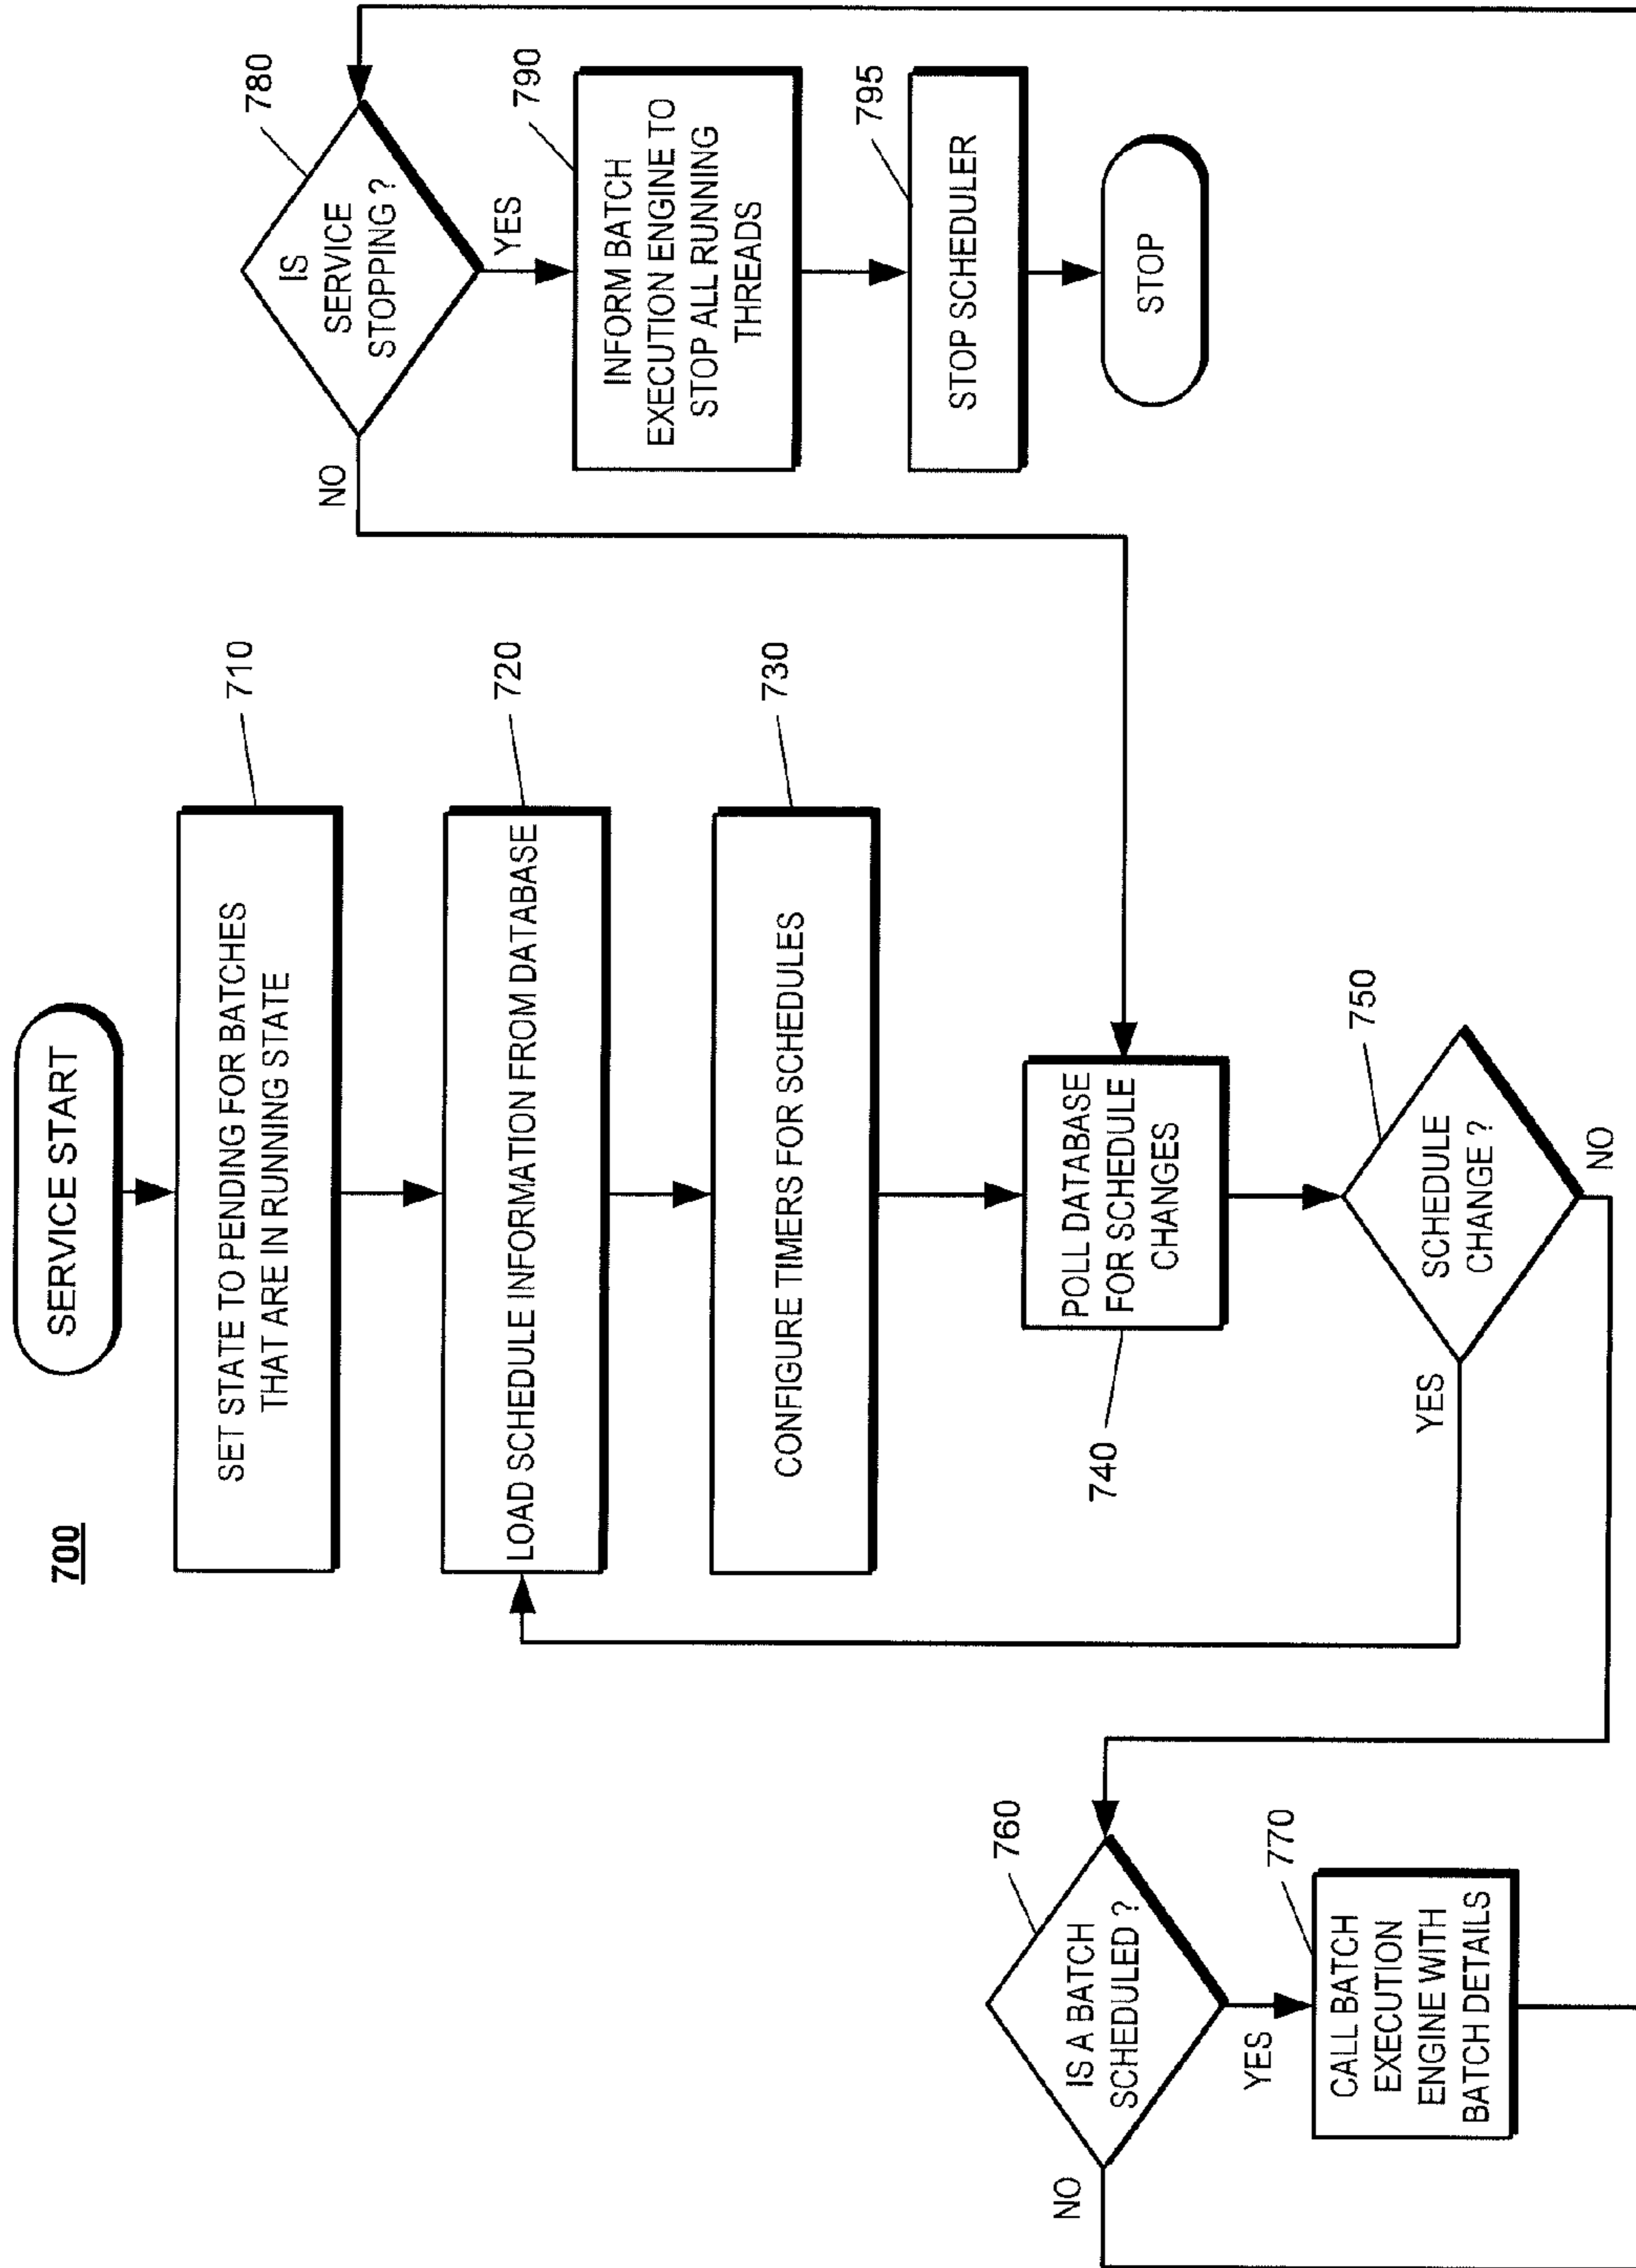 700
SERVICE START
SET STATE TO PENDING FOR BATCHES
THAT ARE IN RUNNING STATE
710
LOAD SCHEDULE INFORMATION FROM DATABASE
720
CONFIGURE TIMERS FOR SCHEDULES
730
POLL DATABASE
FOR SCHEDULE
CHANGES
740
SCHEDULE
CHANGE ?
750
YES
NO
IS A BATCH
SCHEDULED ?
760
NO
YES
CALL BATCH
EXECUTION
ENGINE WITH
BATCH DETAILS
770
IS
SERVICE
STOPPING ?
780
NO
YES
INFORM BATCH
EXECUTION ENGINE TO
STOP ALL RUNNING
THREADS
790
STOP SCHEDULER
795
STOP